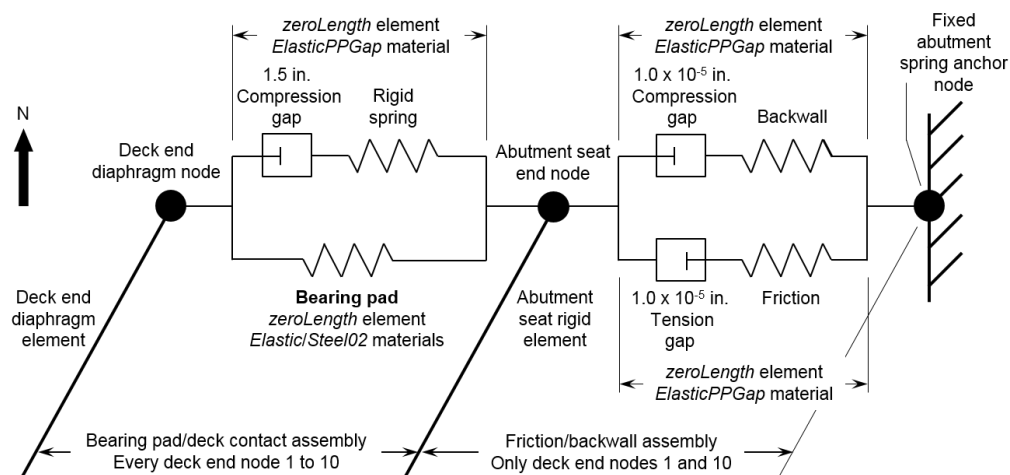 zeroLength element
ElasticPPGap material
1.5 in.
Compression
gap
Rigid
spring
zeroLength element
ElasticPPGap material
1.0 x 10-5 in.
Compression
gap
Backwall
Fixed
abutment
spring anchor
node
N
Deck end
diaphragm node
Abutment seat
end node
Deck end
diaphragm
element
Bearing pad
zeroLength element
Elastic/Steel02 materials
Abutment
seat rigid
element
1.0 x 10-5 in.
Tension
gap
Friction
zeroLength element
ElasticPPGap material
Bearing pad/deck contact assembly
Every deck end node 1 to 10
Friction/backwall assembly
Only deck end nodes 1 and 10